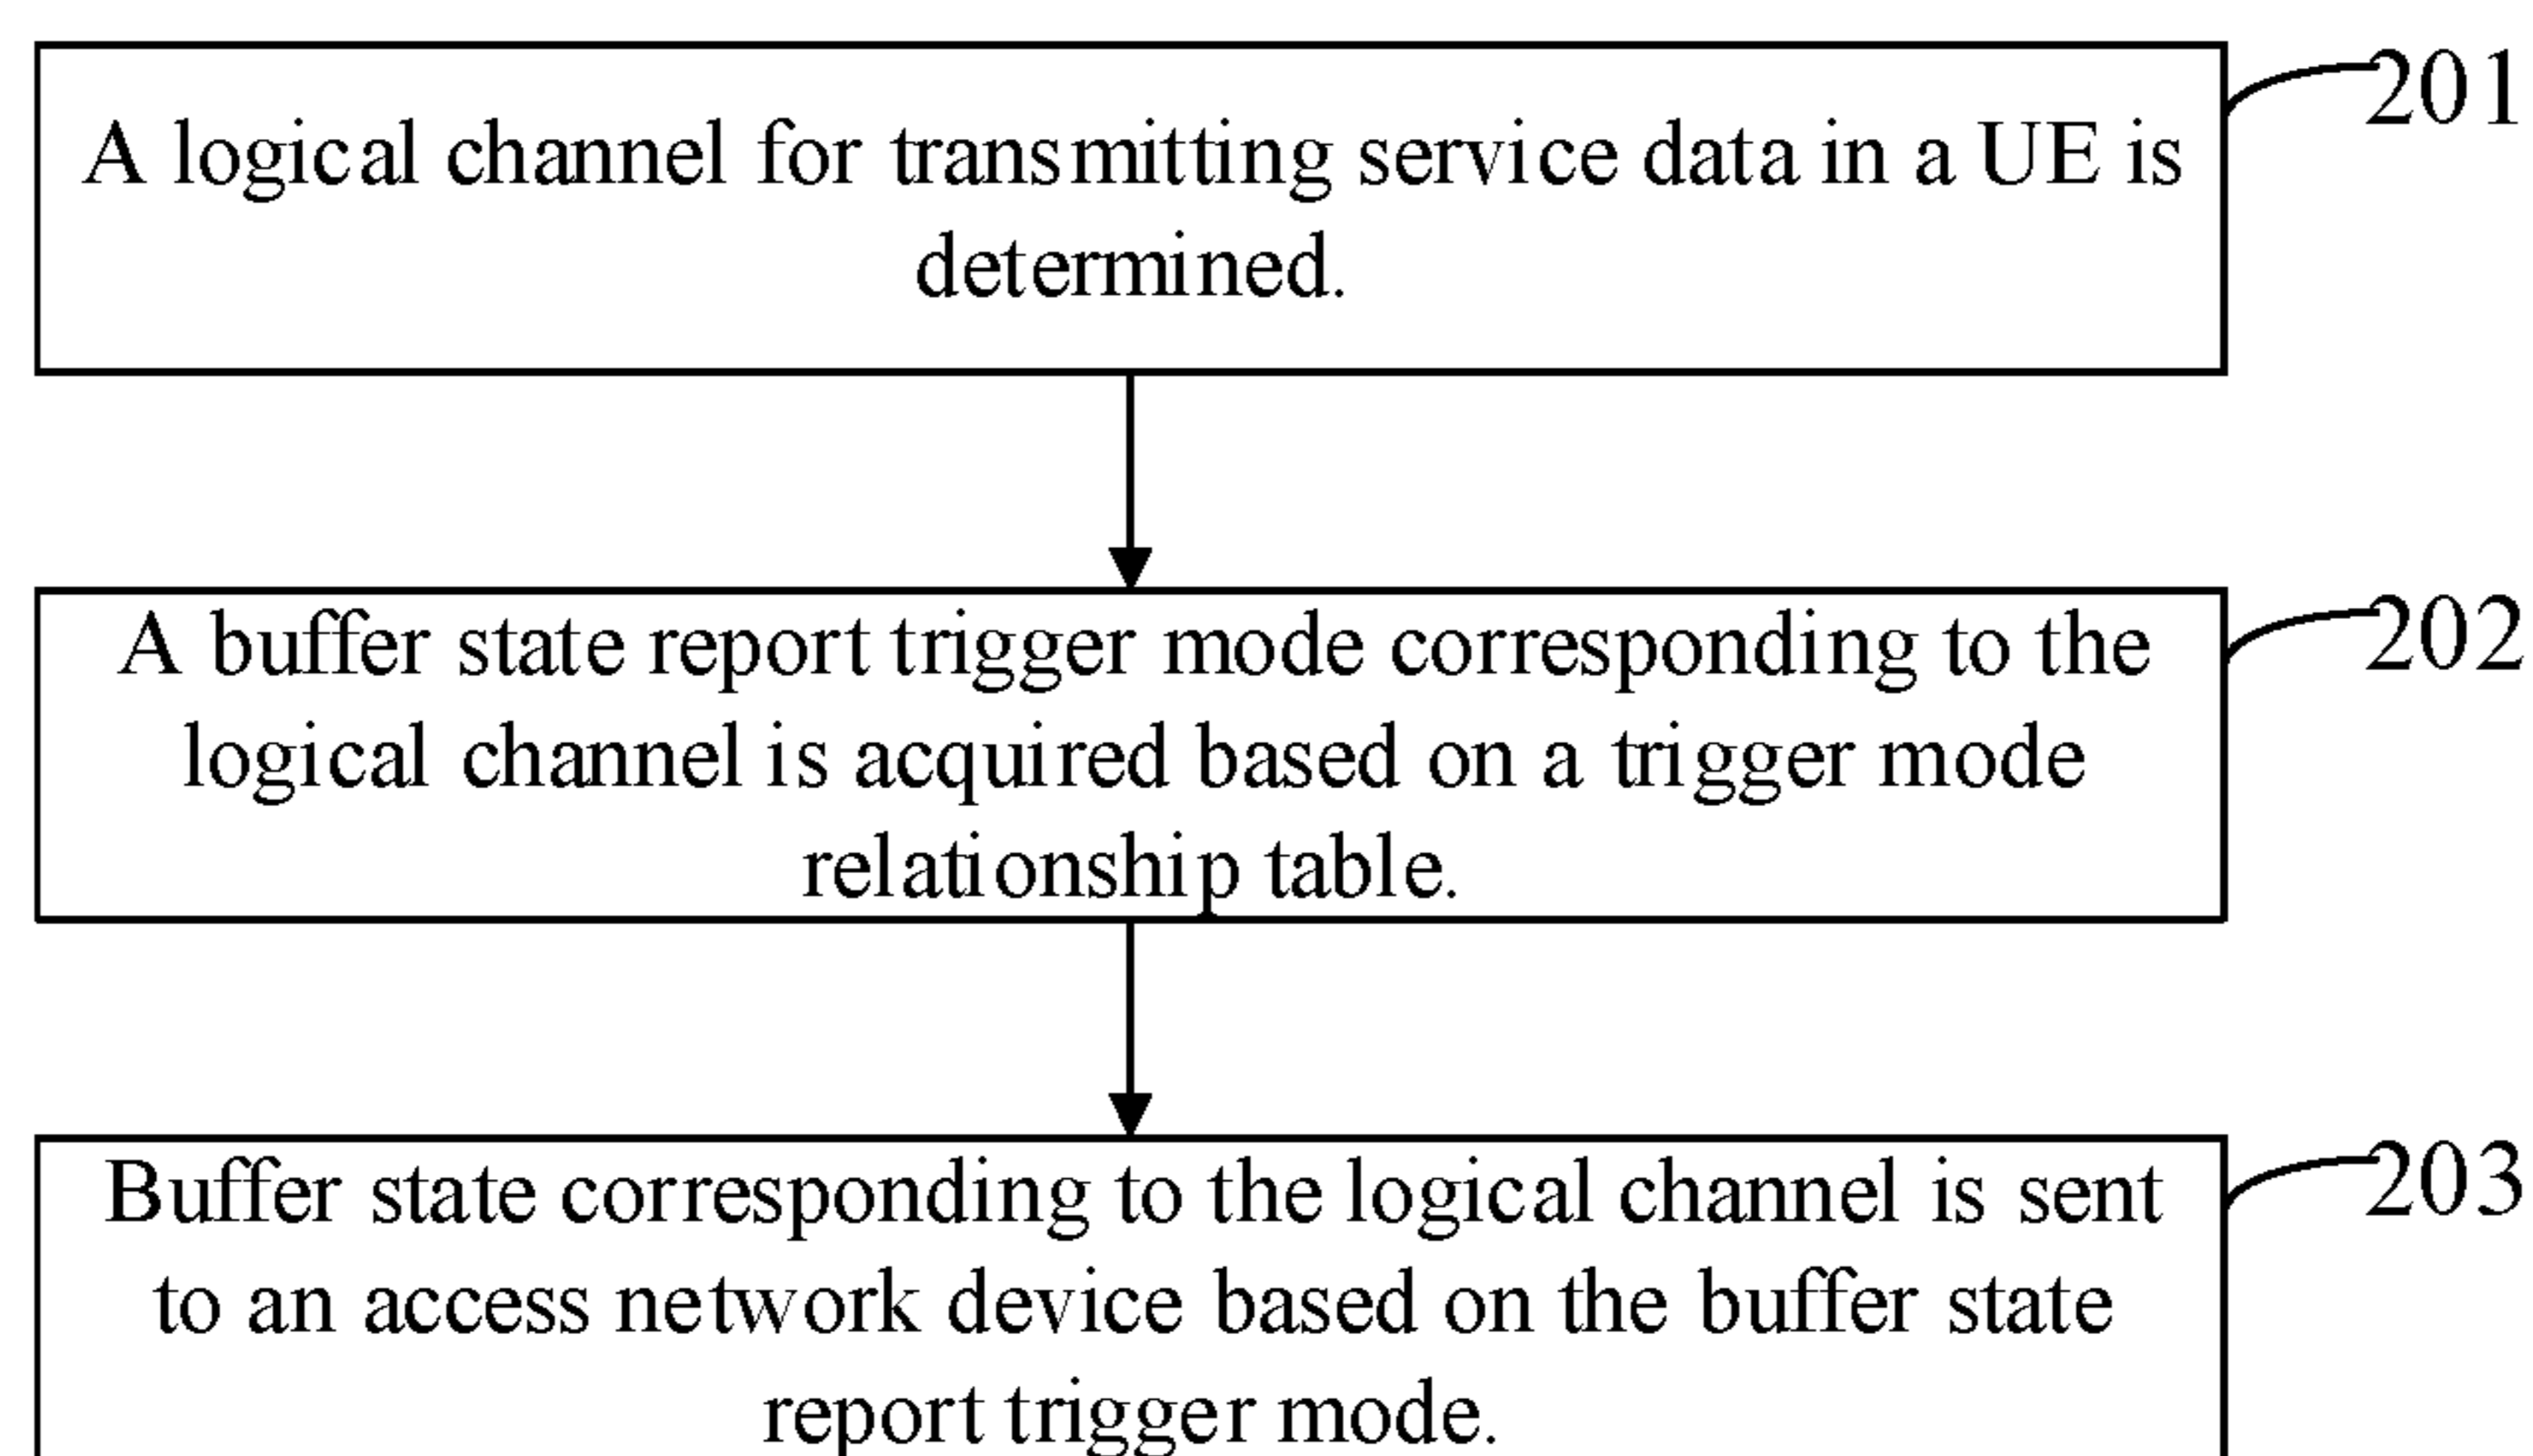 A logical channel for transmitting service data in a UE is
determined.
201
A buffer state report trigger mode corresponding to the
logical channel is acquired based on a trigger mode
relationship table.
202
Buffer state corresponding to the logical channel is sent
to an access network device based on the buffer state
report trigger mode.
203